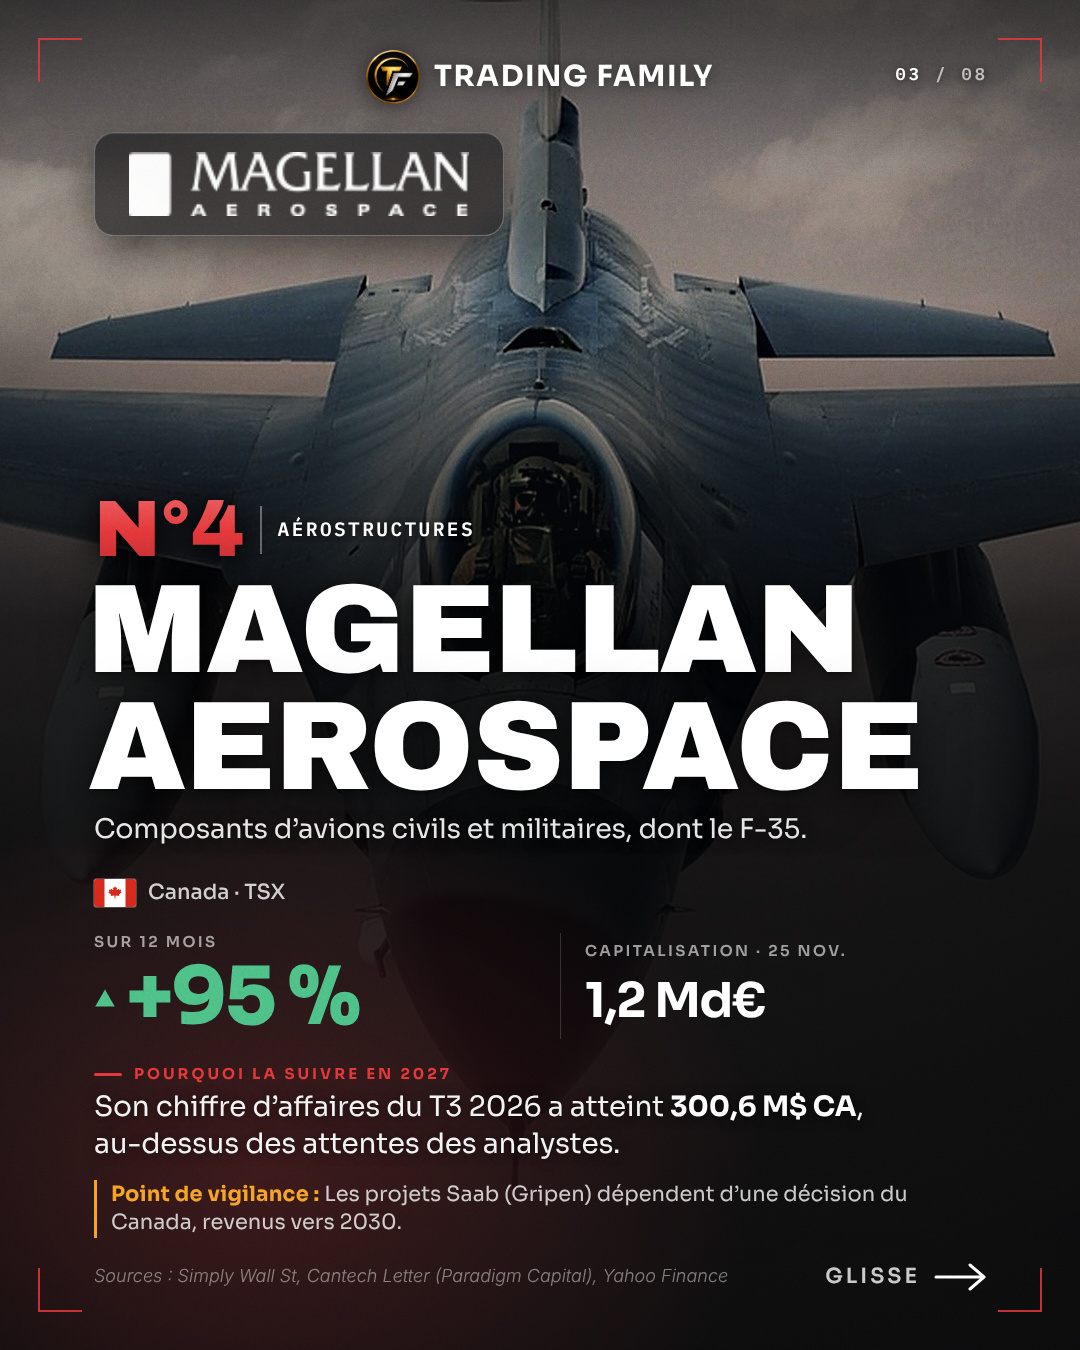 TF TRADING FAMILY
03 / 08
MAGELLAN
AEROSPACE
N°4
AÉROSTRUCTURES
MAGELLAN
AEROSPACE
Composants d’avions civils et militaires, dont le F-35.
Canada · TSX
SUR 12 MOIS
▲ +95 %
CAPITALISATION · 25 NOV.
1,2 Md€
POURQUOI LA SUIVRE EN 2027
Son chiffre d’affaires du T3 2026 a atteint 300,6 M$ CA,
au-dessus des attentes des analystes.
Point de vigilance : Les projets Saab (Gripen) dépendent d’une décision du
Canada, revenus vers 2030.
Sources : Simply Wall St, Cantech Letter (Paradigm Capital), Yahoo Finance
GLISSE